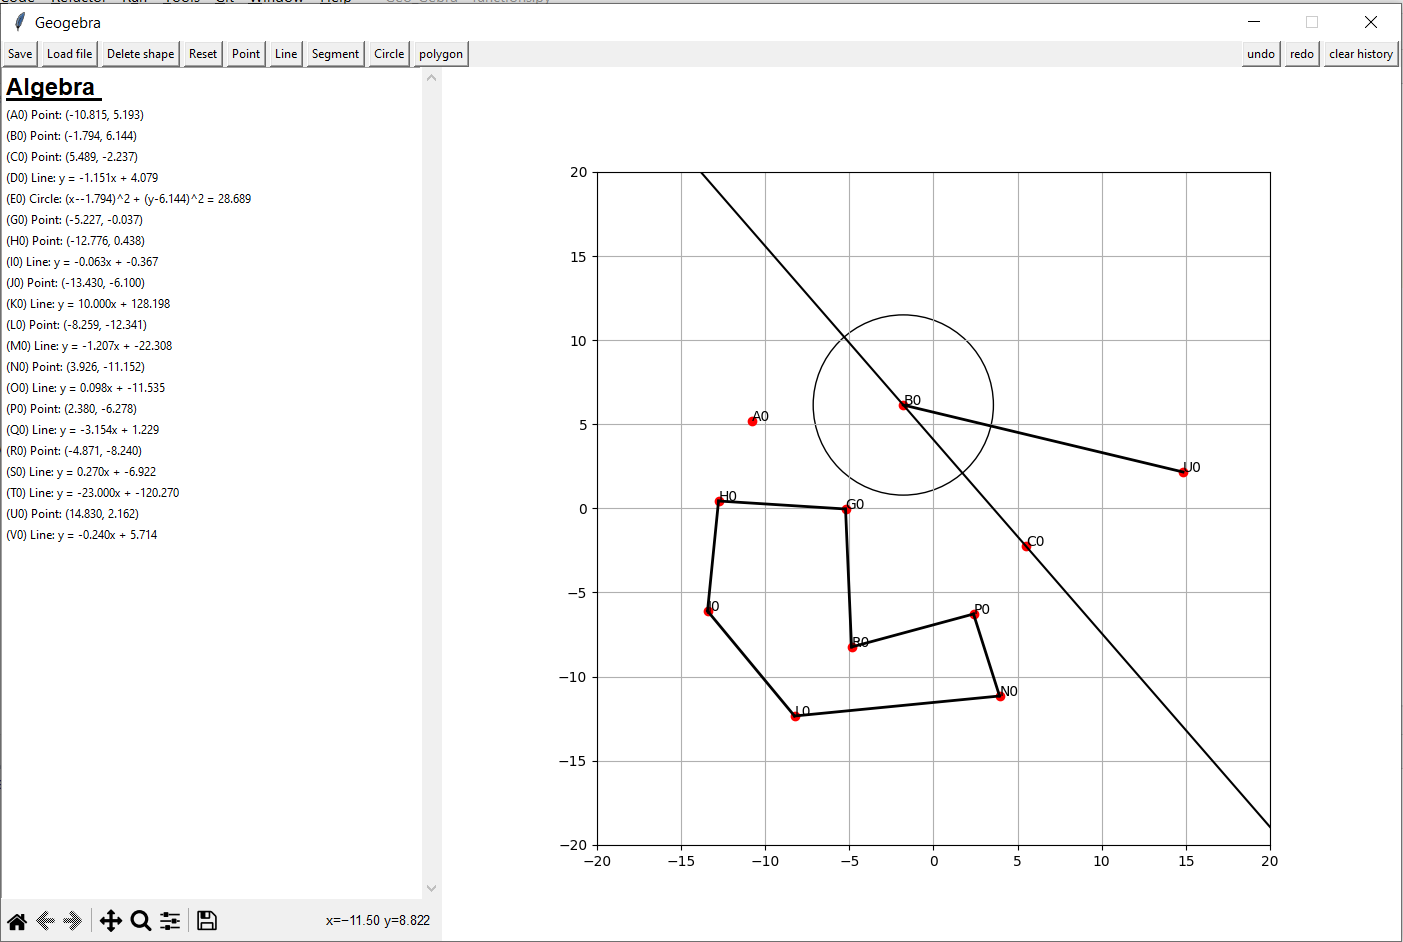 Geogebra
Save Load file Delete shape Reset Point Line Segment Circle polygon undo redo clear history
Algebra
(A0) Point: (-10.815, 5.193)
(B0) Point: (-1.794, 6.144)
(C0) Point: (5.489, -2.237)
(D0) Line: y = -1.151x + 4.079
(E0) Circle: (x--1.794)^2 + (y-6.144)^2 = 28.689
(G0) Point: (-5.227, -0.037)
(H0) Point: (-12.776, 0.438)
(I0) Line: y = -0.063x + -0.367
(J0) Point: (-13.430, -6.100)
(K0) Line: y = 10.000x + 128.198
(L0) Point: (-8.259, -12.341)
(M0) Line: y = -1.207x + -22.308
(N0) Point: (3.926, -11.152)
(O0) Line: y = 0.098x + -11.535
(P0) Point: (2.380, -6.278)
(Q0) Line: y = -3.154x + 1.229
(R0) Point: (-4.871, -8.240)
(S0) Line: y = 0.270x + -6.922
(T0) Line: y = -23.000x + -120.270
(U0) Point: (14.830, 2.162)
(V0) Line: y = -0.240x + 5.714
x=−11.50 y=8.822
20
15
10
5
0
−5
−10
−15
−20
B0
A0
U0
H0
G0
C0
J0
P0
R0
N0
L0
−20 −15 −10 −5 0 5 10 15 20